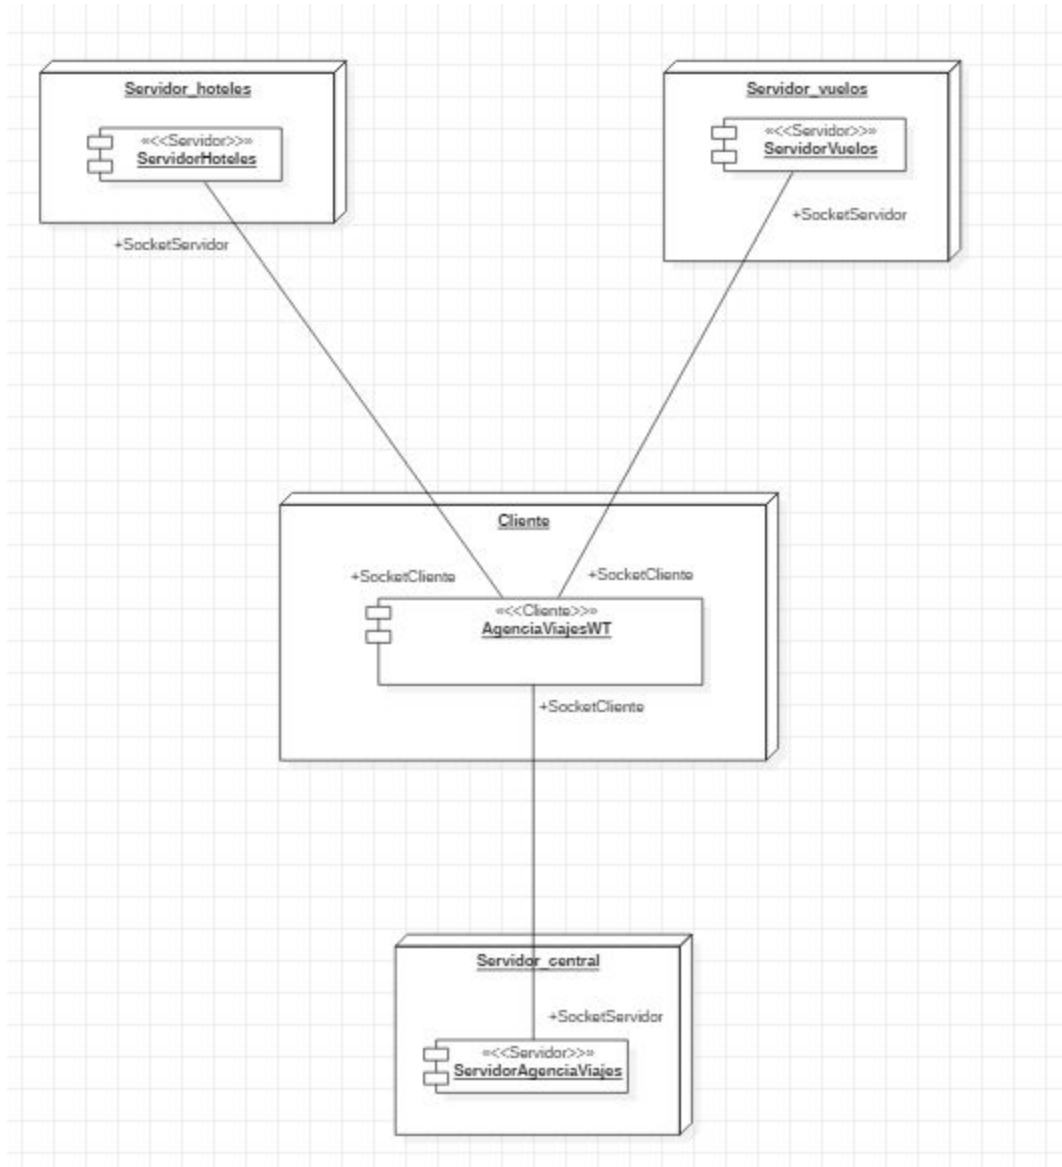 Servidor_hoteles
«<<Servidor>>»
ServidorHoteles
+SocketServidor
Servidor_vuelos
«<<Servidor>>»
ServidorVuelos
+SocketServidor
Cliente
+SocketCliente
+SocketCliente
«<<Cliente>>»
AgenciaViajesWT
+SocketCliente
Servidor_central
+SocketServidor
«<<Servidor>>»
ServidorAgenciaViajes